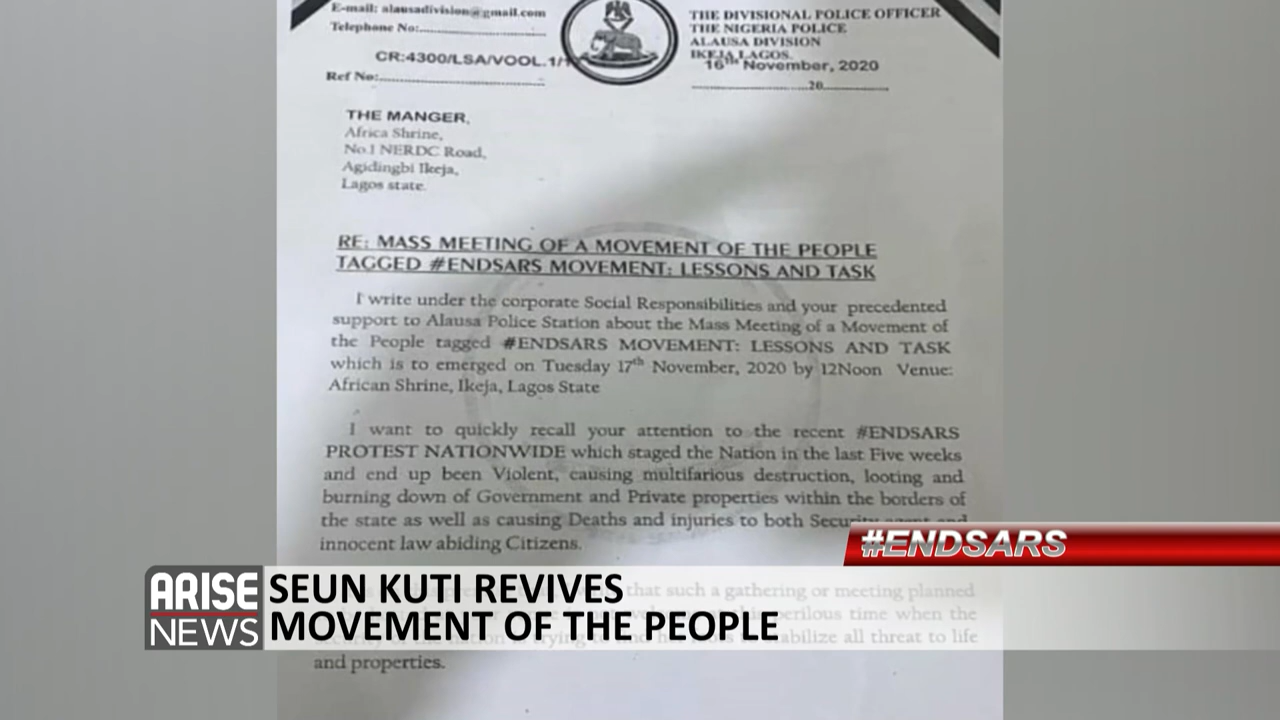 E-mail: alausadivision@gmail.com
Telephone No:
CR:4300/LSA/VOOL.1/
Ref No:
THE DIVISIONAL POLICE OFFICER
THE NIGERIA POLICE
ALAUSA DIVISION
IKEJA LAGOS.
16th November, 2020
20
THE MANGER,
Africa Shrine,
No.1 NERDC Road,
Agidingbi Ikeja,
Lagos state.
RE: MASS MEETING OF A MOVEMENT OF THE PEOPLE
TAGGED #ENDSARS MOVEMENT: LESSONS AND TASK
I write under the corporate Social Responsibilities and your precedented
support to Alausa Police Station about the Mass Meeting of a Movement of
the People tagged #ENDSARS MOVEMENT: LESSONS AND TASK
which is to emerged on Tuesday 17th November, 2020 by 12Noon Venue:
African Shrine, Ikeja, Lagos State
I want to quickly recall your attention to the recent #ENDSARS
PROTEST NATIONWIDE which staged the Nation in the last Five weeks
and end up been Violent, causing multifarious destruction, looting and
burning down of Government and Private properties within the borders of
the state as well as causing Deaths and injuries to both Security agent and
innocent law abiding Citizens.
that such a gathering or meeting planned
perilous time when the
all threat to life
and properties.
#ENDSARS
ARISE
NEWS
SEUN KUTI REVIVES
MOVEMENT OF THE PEOPLE